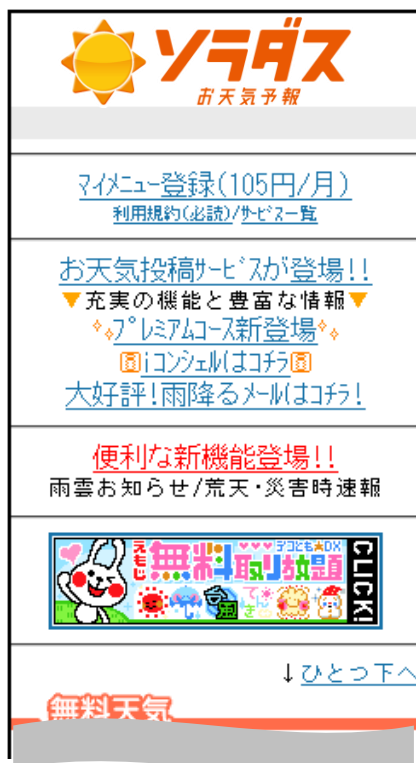 ソラダス
お天気予報
ﾏｲﾒﾆｭｰ登録(105円/月)
利用規約(必読)/ｻｰﾋﾞｽ一覧
お天気投稿ｻｰﾋﾞｽが登場!!
▼充実の機能と豊富な情報▼
ﾌﾟﾚﾐｱﾑｺｰｽ新登場
iｺﾝｼｪﾙはｺﾁﾗ
大好評!雨降るﾒｰﾙはｺﾁﾗ!
便利な新機能登場!!
雨雲お知らせ/荒天･災害時速報
デコとも★DX
えもじ無料取り放題
てんき
CLICK!
↓ひとつ下へ
無料天気